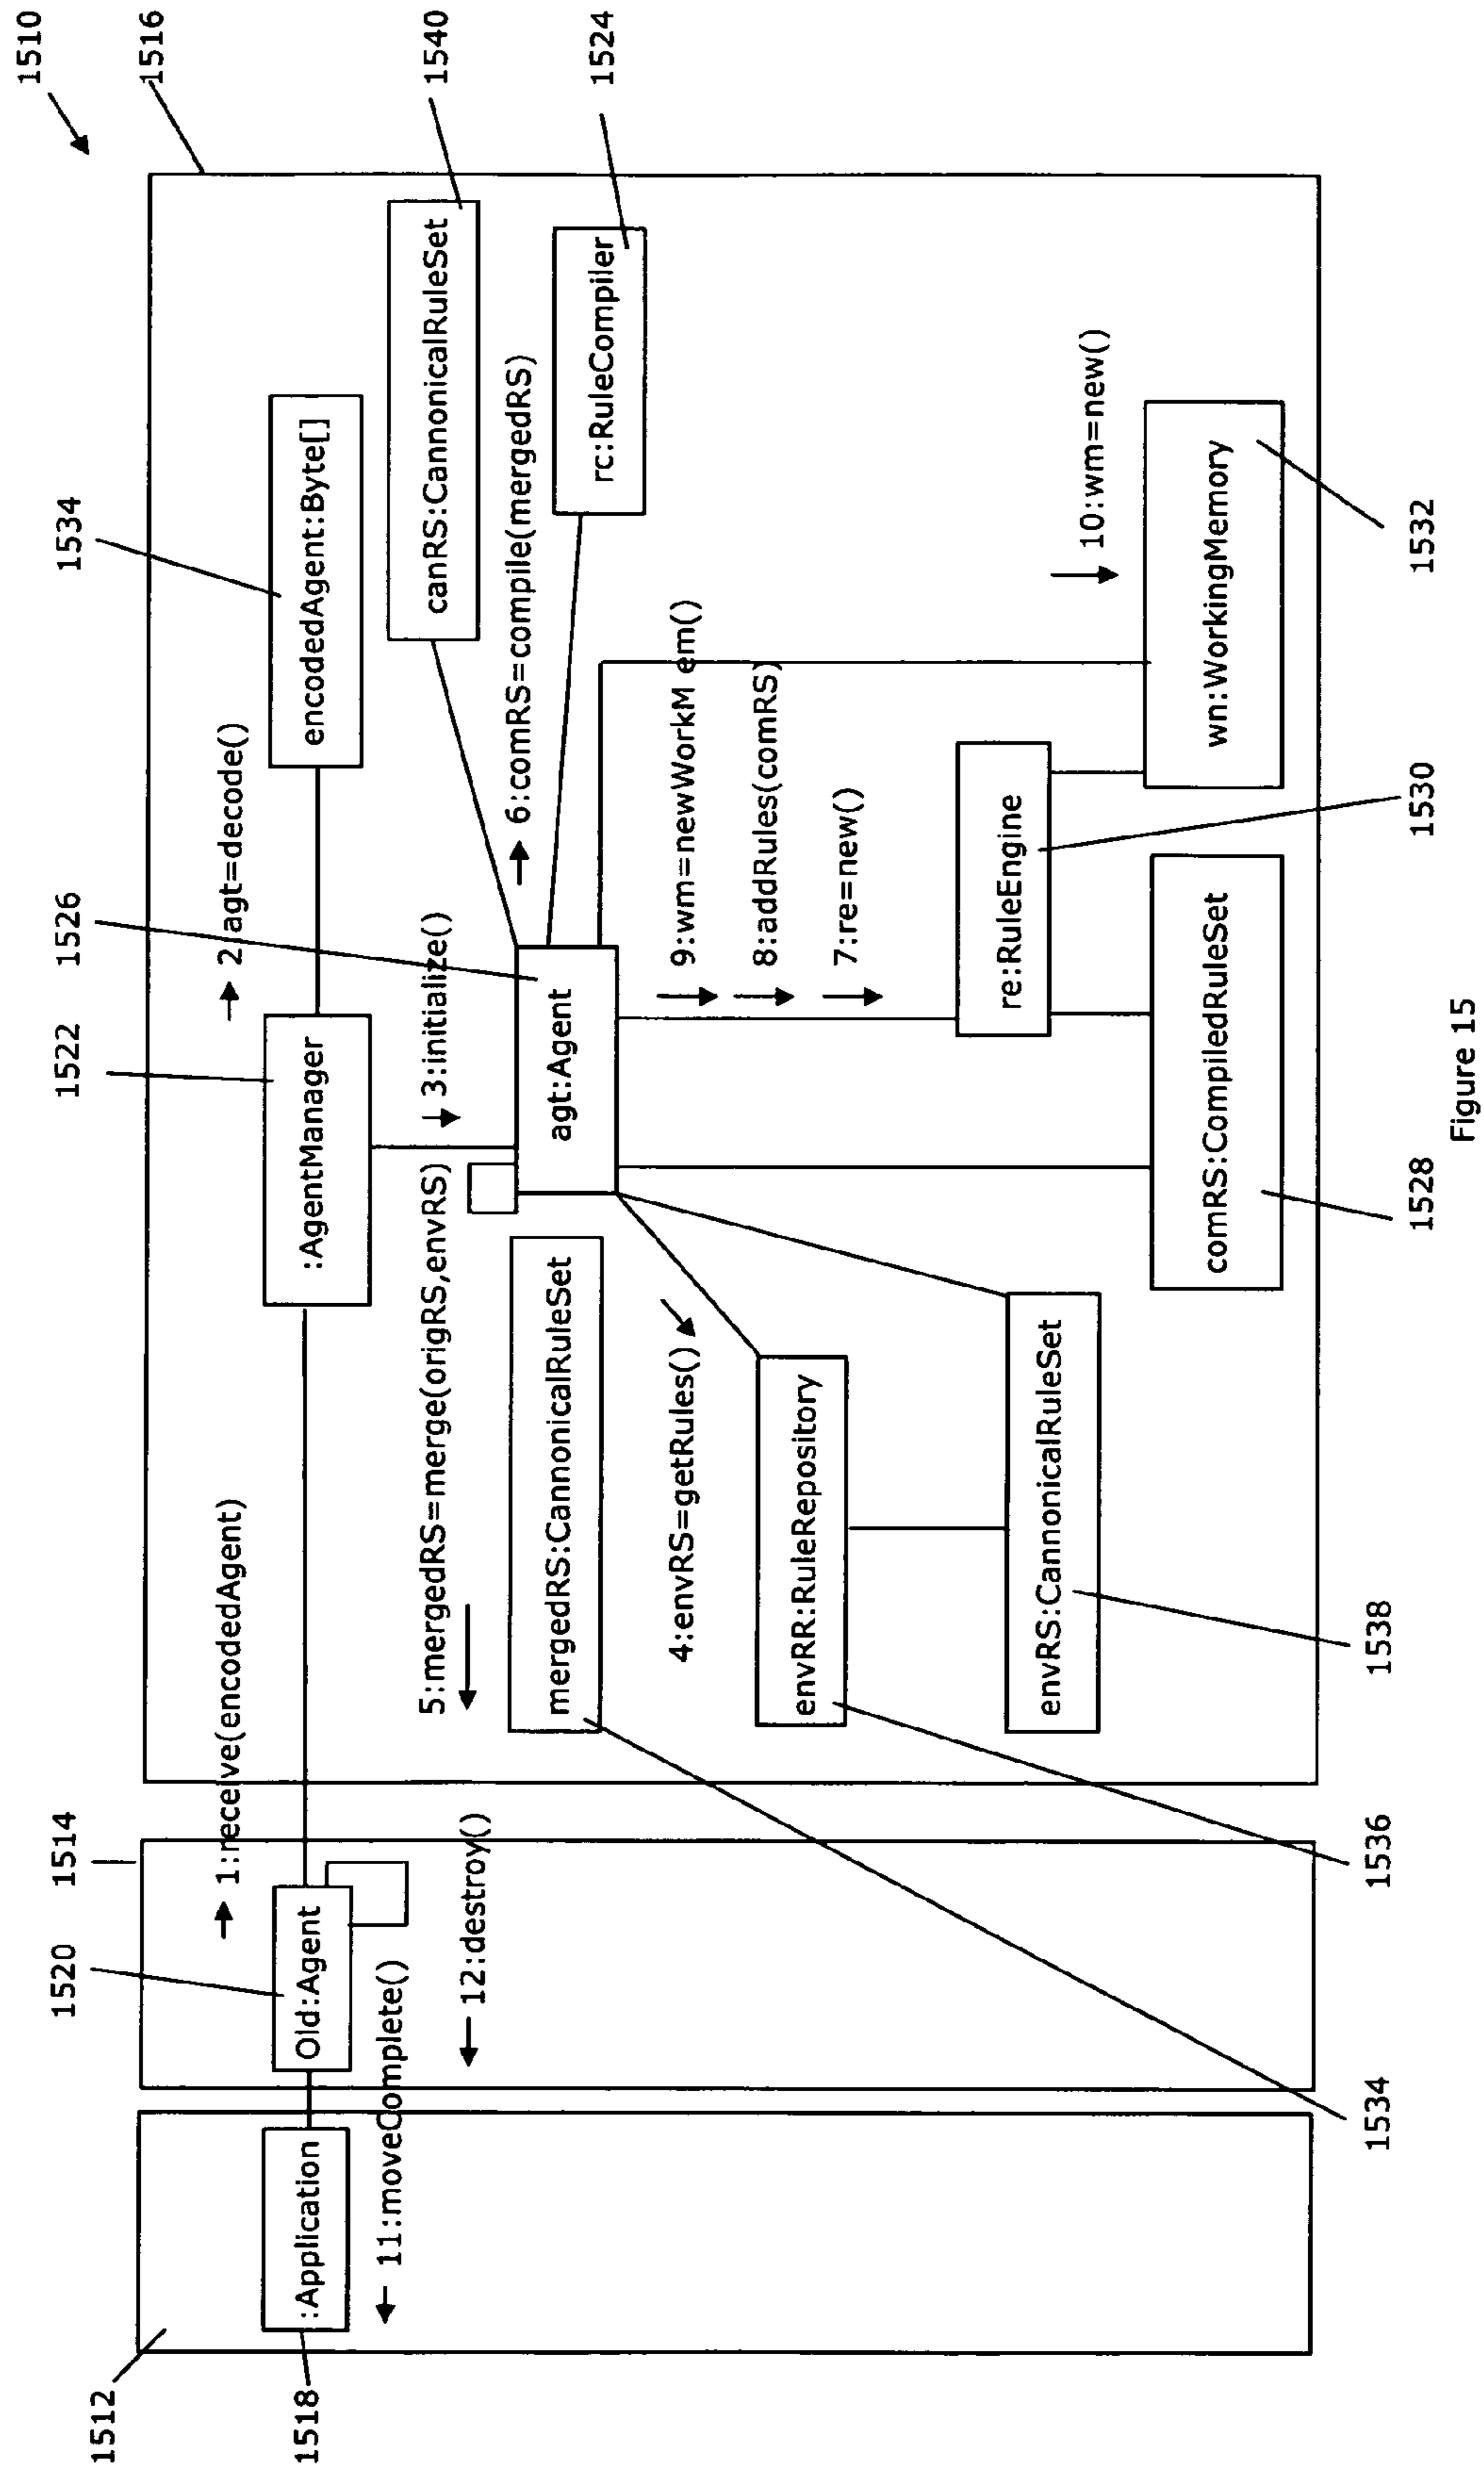 1510
1516
1540
1524
1534
1526
1522
1514
1520
1512
1518
1:receive(encodedAgent)
2:agt=decode()
:Application
Old:Agent
:AgentManager
encodedAgent:Byte[]
11:moveComplete()
12:destroy()
5:mergedRS=merge(origRS,envRS)
3:initialize()
canRS:CannonicalRuleSet
6:comRS=compile(mergedRS)
mergedRS:CannonicalRuleSet
agt:Agent
rc:RuleCompiler
4:envRS=getRules()
9:wm=newWorkM em()
8:addRules(comRS)
7:re=new()
envRR:RuleRepository
re:RuleEngine
10:wm=new()
envRS:CannonicalRuleSet
comRS:CompiledRuleSet
wn:WorkingMemory
1534
1536
1538
1528
1530
1532
Figure 15